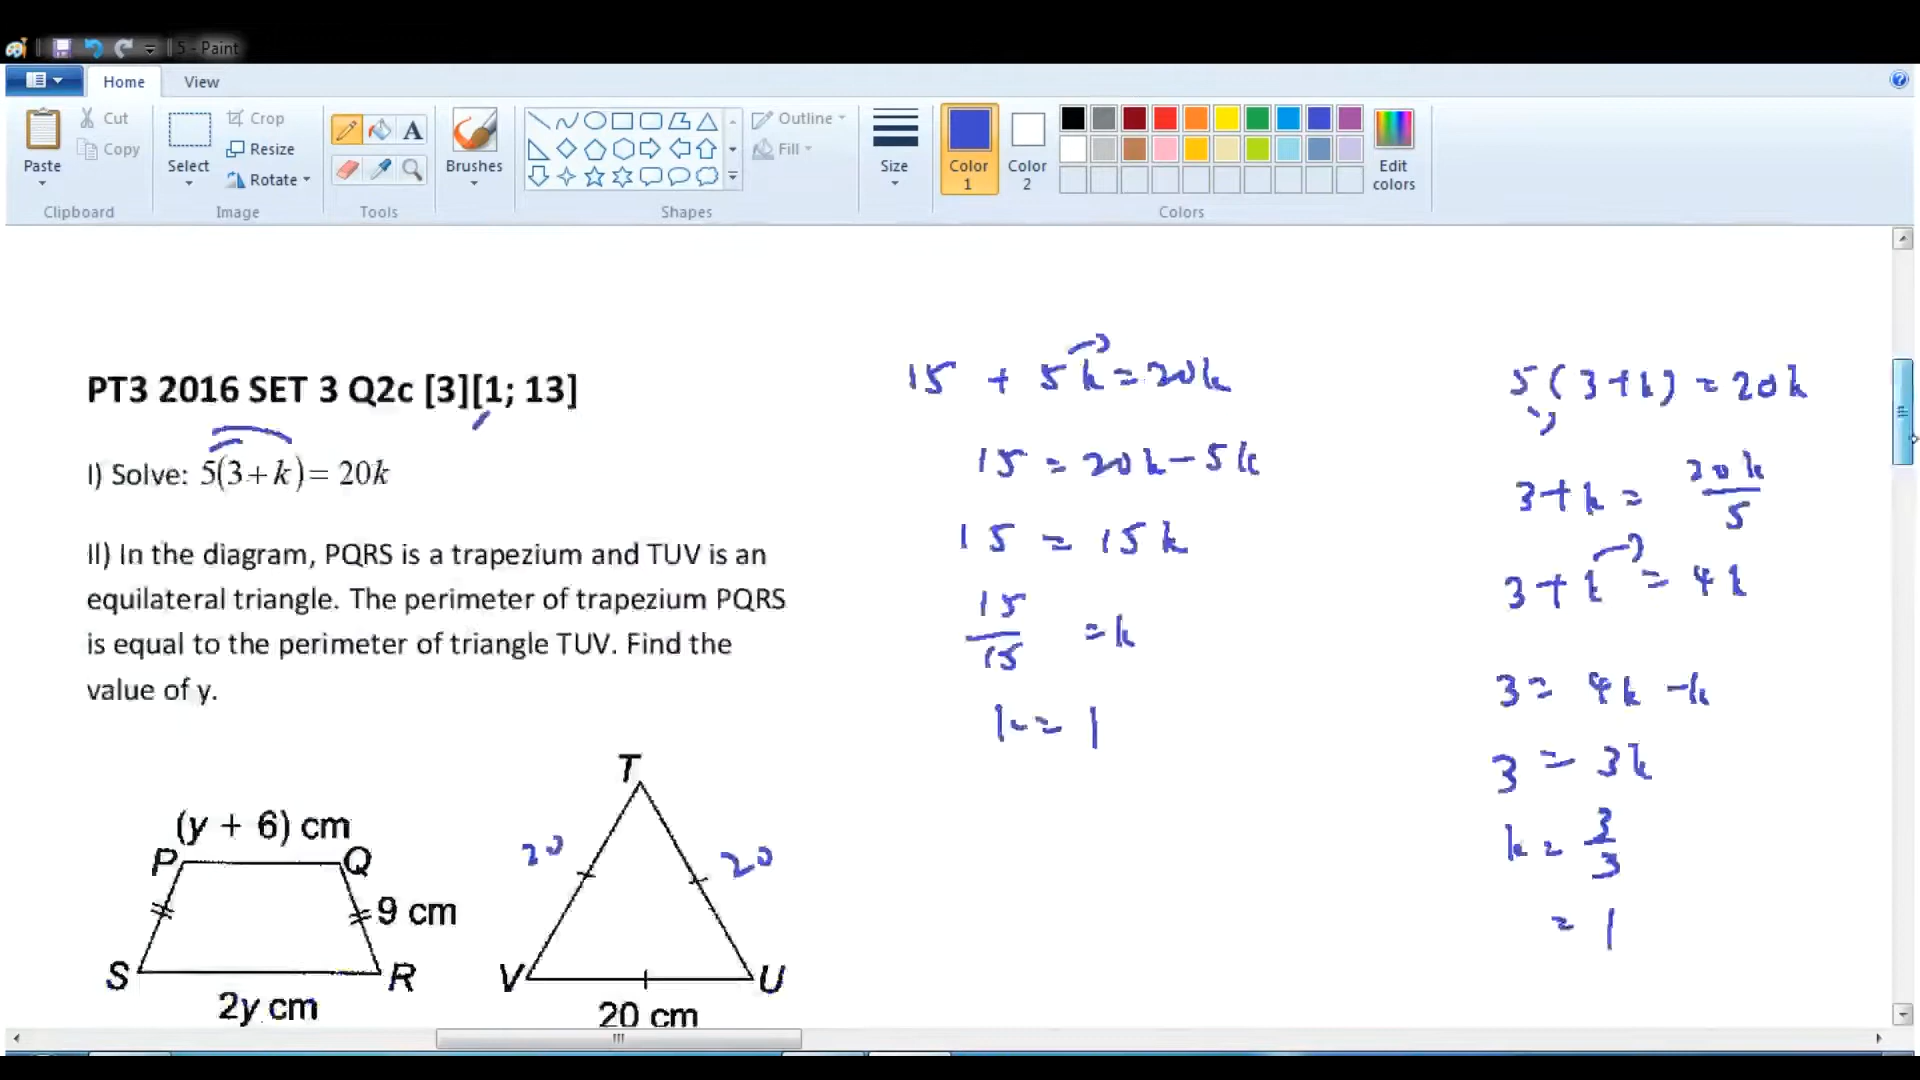 5 - Paint
Home View
Paste
Cut
Copy
Clipboard
Select
Crop
Resize
Rotate
Image
A
Tools
Brushes
Shapes
Outline
Fill
Size
Color 1
Color 2
Colors
Edit colors
PT3 2016 SET 3 Q2c [3][1; 13]
I) Solve: 5(3+k)= 20k
II) In the diagram, PQRS is a trapezium and TUV is an
equilateral triangle. The perimeter of trapezium PQRS
is equal to the perimeter of triangle TUV. Find the
value of y.
(y + 6) cm
P
Q
9 cm
S
R
2y cm
T
20
20
V
U
20 cm
15 + 5k = 20k
15 = 20k - 5k
15 = 15k
15
15
= k
k = 1
5(3+k) = 20k
3+k = 20k
5
3+k = 4k
3 = 4k - k
3 = 3k
k = 3
3
= 1